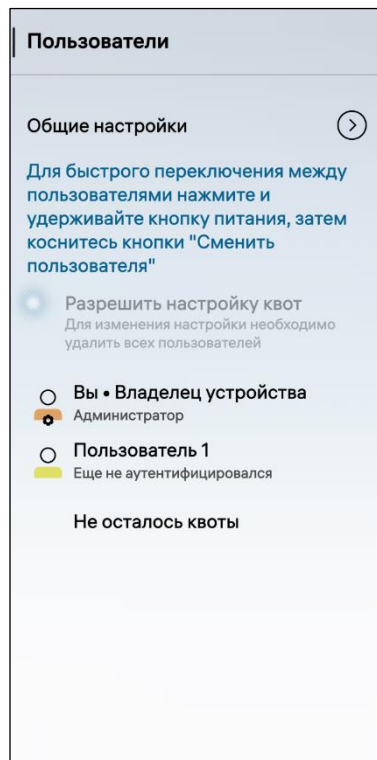 Пользователи
Общие настройки
Для быстрого переключения между
пользователями нажмите и
удерживайте кнопку питания, затем
коснитесь кнопки "Сменить
пользователя"
Разрешить настройку квот
Для изменения настройки необходимо
удалить всех пользователей
Вы • Владелец устройства
Администратор
Пользователь 1
Еще не аутентифицировался
Не осталось квоты